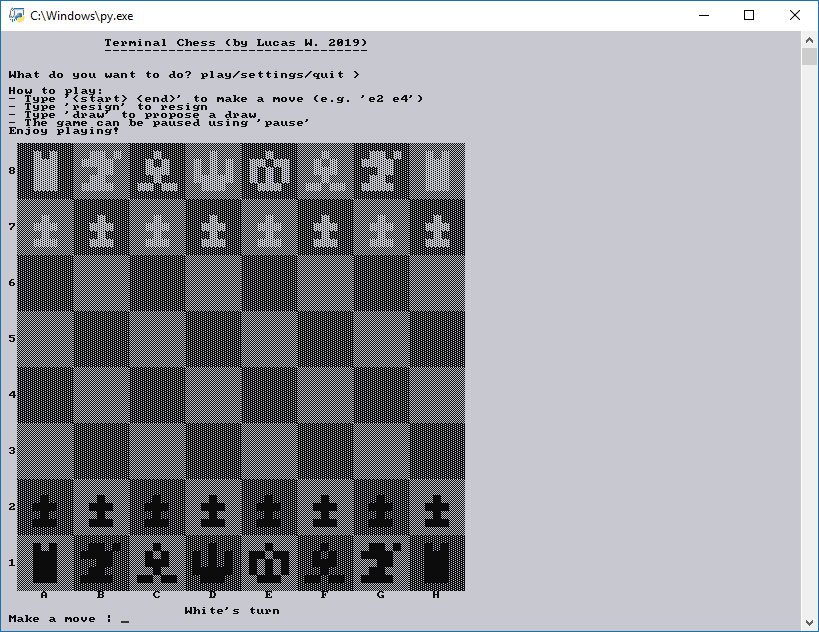 C:\Windows\py.exe
Terminal Chess (by Lucas W. 2019)
What do you want to do? play/settings/quit >
How to play:
- Type '<start> <end>' to make a move (e.g. 'e2 e4')
- Type 'resign' to resign
- Type 'draw' to propose a draw
- The game can be paused using 'pause'
Enjoy playing!
8
7
6
5
4
3
2
1
A B C D E F G H
White's turn
Make a move : _